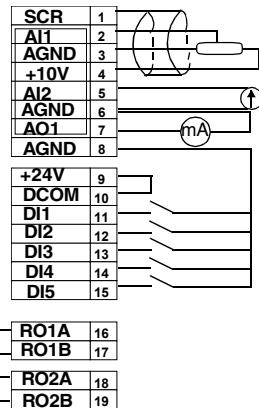 SCR 1
AI1 2
AGND 3
+10V 4
AI2 5
AGND 6
AO1 7
mA
AGND 8
+24V 9
DCOM 10
DI1 11
DI2 12
DI3 13
DI4 14
DI5 15
RO1A 16
RO1B 17
RO2A 18
RO2B 19